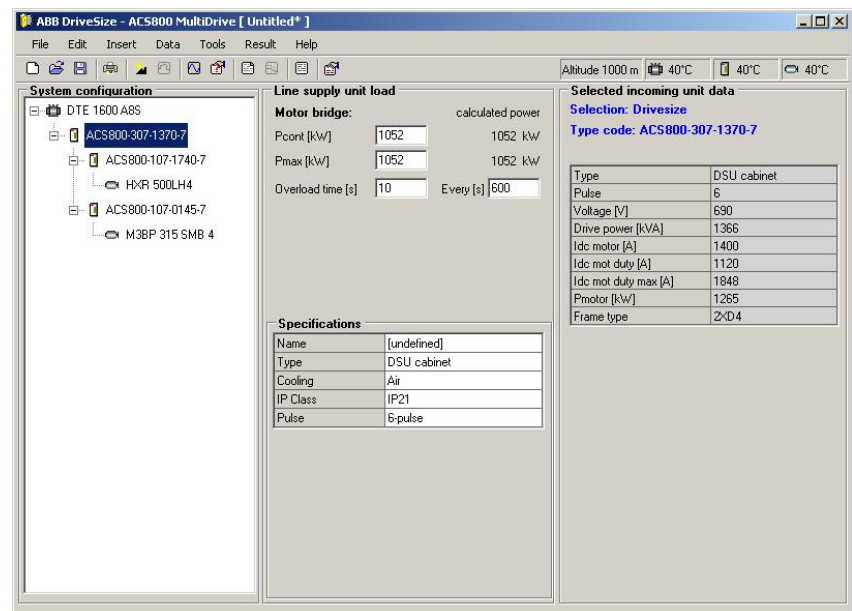 ABB DriveSize - ACS800 MultiDrive [ Untitled* ]
File Edit Insert Data Tools Result Help
Altitude 1000 m 40°C 40°C 40°C
System configuration
DTE 1600 A8S
ACS800-307-1370-7
ACS800-107-1740-7
HXR 500LH4
ACS800-107-0145-7
M3BP 315 SMB 4
Line supply unit load
Motor bridge: calculated power
Pcont [kW] 1052 1052 kW
Pmax [kW] 1052 1052 kW
Overload time [s] 10 Every [s] 600
Specifications
Name [undefined]
Type DSU cabinet
Cooling Air
IP Class IP21
Pulse 6-pulse
Selected incoming unit data
Selection: Drivesize
Type code: ACS800-307-1370-7
Type DSU cabinet
Pulse 6
Voltage [V] 690
Drive power [kVA] 1366
Idc motor [A] 1400
Idc mot duty [A] 1120
Idc mot duty max [A] 1848
Pmotor [kW] 1265
Frame type 2XD4